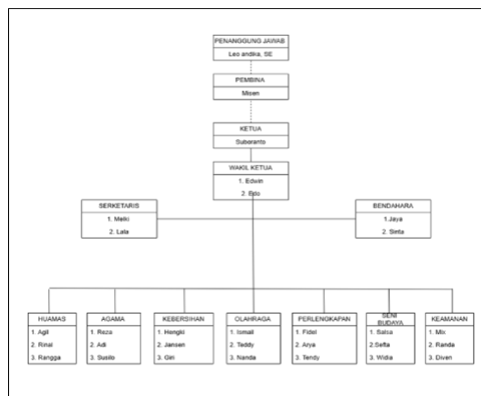 PENANGGUNG JAWAB
Leo andika, SE
PEMBINA
Misen
KETUA
Suboranto
WAKIL KETUA
1. Edwin
2. Edo
SERKETARIS
1. Meiki
2. Lala
BENDAHARA
1.Jaya
2. Sinta
HUAMAS
1. Agil
2. Rinal
3. Rangga
AGAMA
1. Reza
2. Adi
3. Susilo
KEBERSIHAN
1. Hengki
2. Jansen
3. Giri
OLAHRAGA
1. Ismail
2. Teddy
3. Nanda
PERLENGKAPAN
1. Fidel
2. Arya
3. Tendy
SENI
BUDAYA
1. Salsa
2.Sefta
3. Widia
KEAMANAN
1. Mix
2. Randa
3. Diven